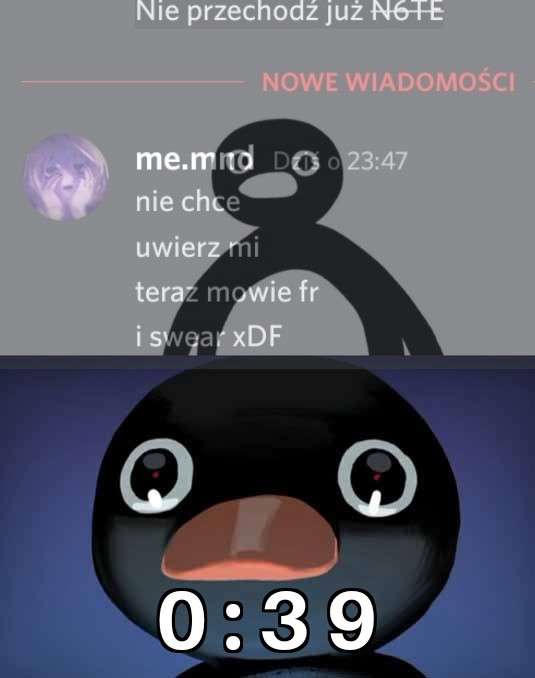 Nie przechodź już N6TE
NOWE WIADOMOŚCI
me.mnd Dziś o 23:47
nie chce
uwierz mi
teraz mowie fr
i swear xDF
0:39